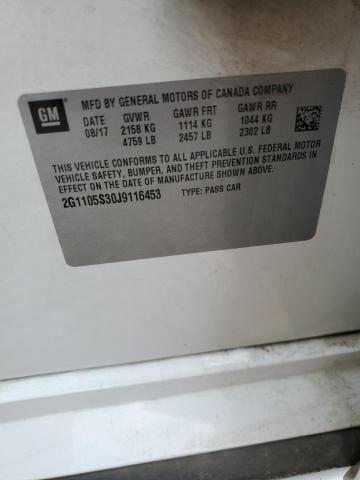 GM
MFD BY GENERAL MOTORS OF CANADA COMPANY
DATE GVWR GAWR FRT GAWR RR
08/17 2158 KG 1114 KG 1044 KG
4759 LB 2457 LB 2302 LB
THIS VEHICLE CONFORMS TO ALL APPLICABLE U.S. FEDERAL MOTOR
VEHICLE SAFETY, BUMPER, AND THEFT PREVENTION STANDARDS IN
EFFECT ON THE DATE OF MANUFACTURE SHOWN ABOVE.
2G1105S30J9116453 TYPE: PASS CAR